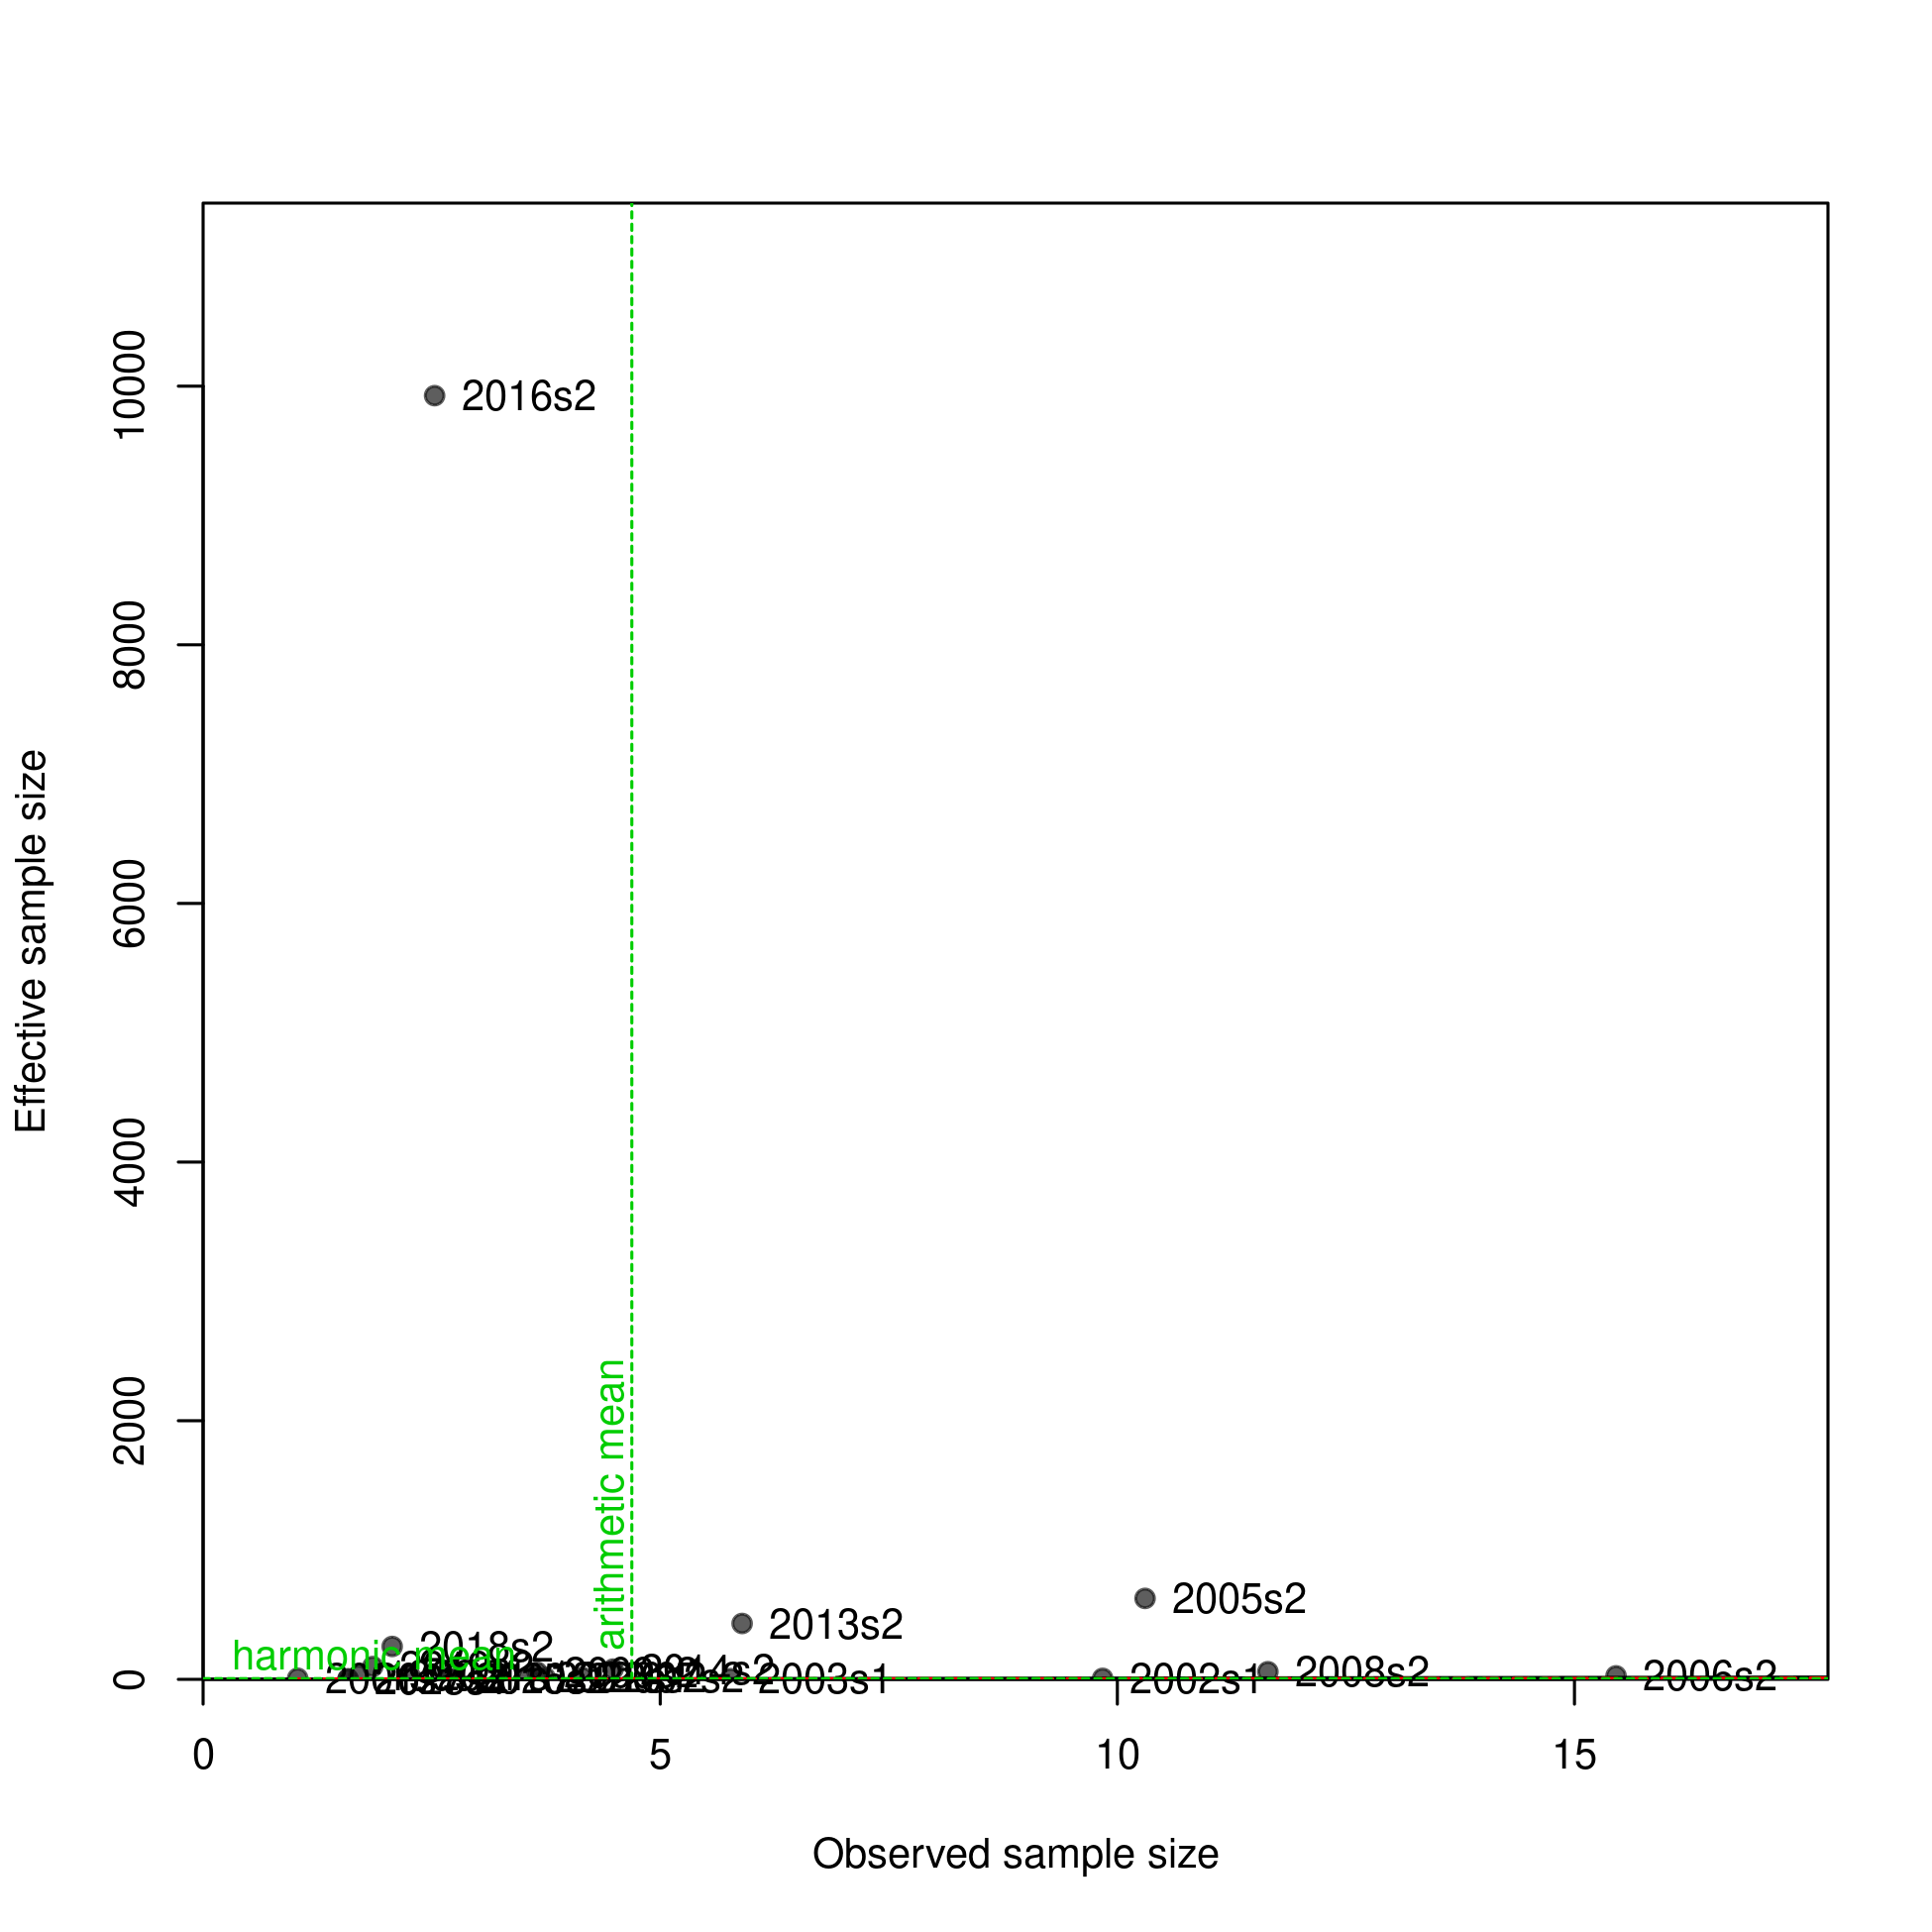 10000
8000
6000
4000
2000
0
Effective sample size
2016s2
arithmetic mean
2005s2
2013s2
2018s2
harmonic mean
2003s1
2002s1
2008s2
2006s2
0
5
10
15
Observed sample size